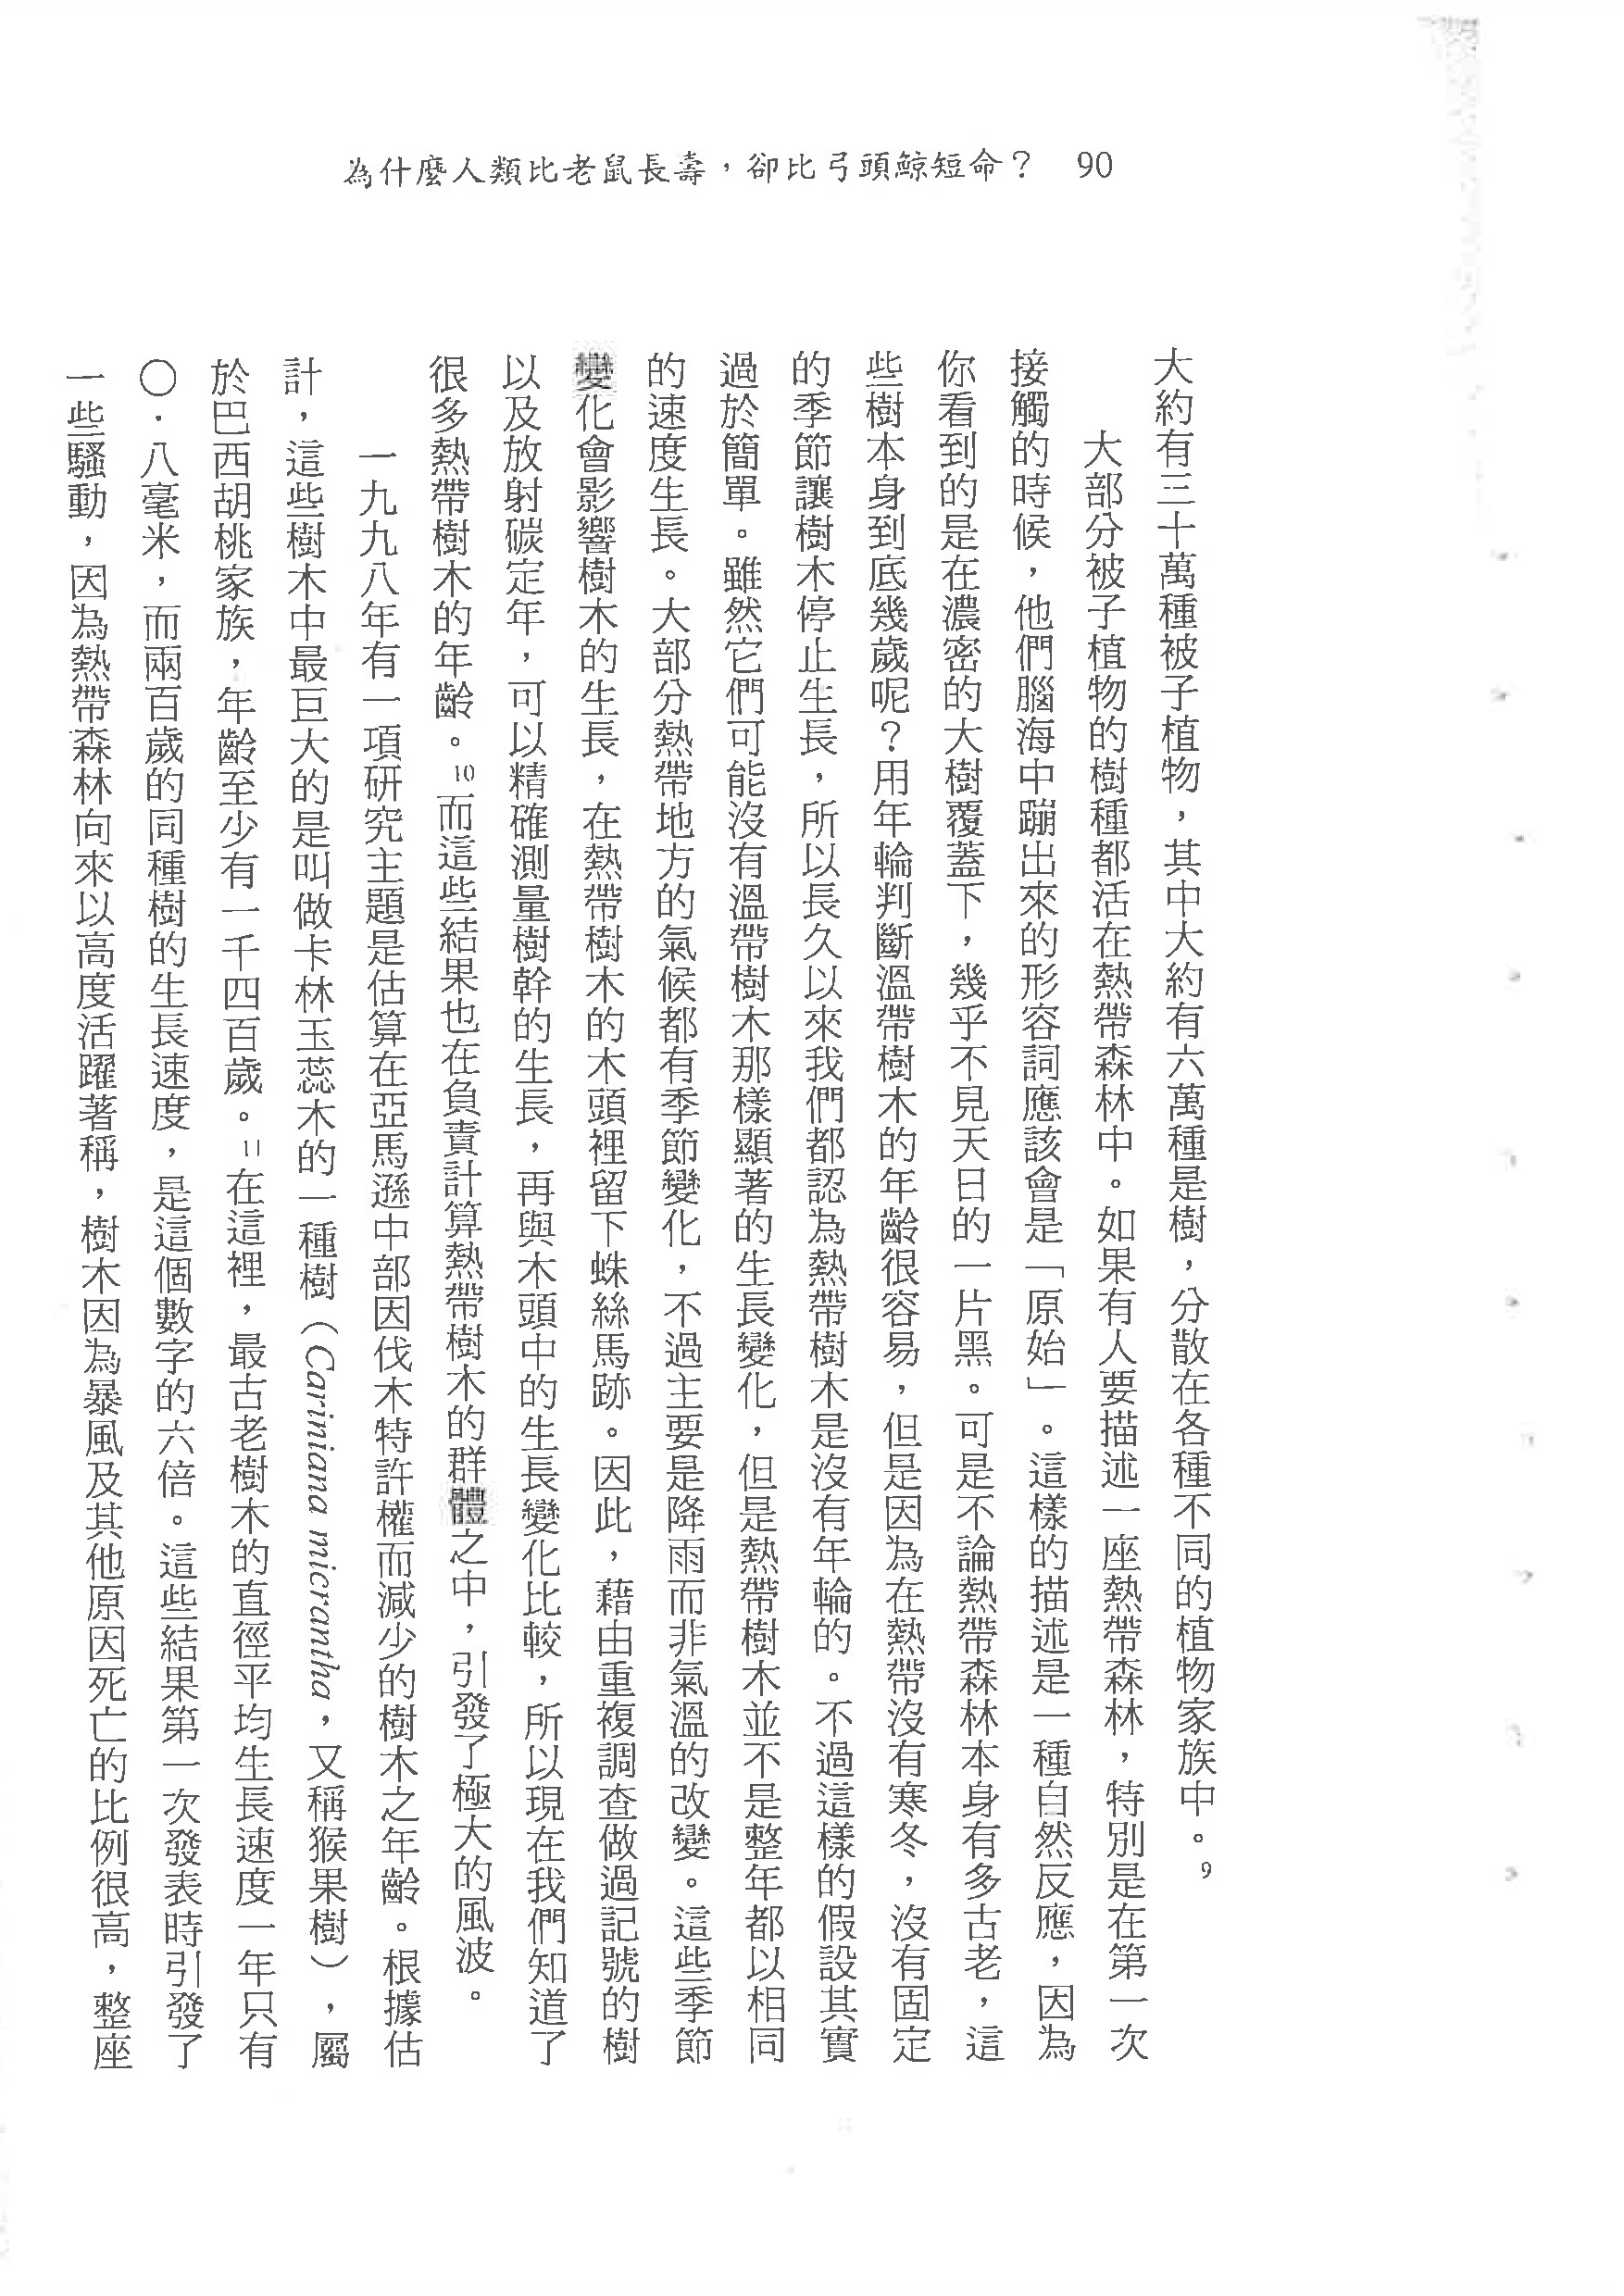 為什麼人類比老鼠長壽，卻比弓頭鯨短命？　90
大約有三十萬種被子植物，其中大約有六萬種是樹，分散在各種不同的植物家族中。9
大部分被子植物的樹種都活在熱帶森林中。如果有人要描述一座熱帶森林，特別是在第一次
接觸的時候，他們腦海中蹦出來的形容詞應該會是「原始」。這樣的描述是一種自然反應，因為
你看到的是在濃密的大樹覆蓋下，幾乎不見天日的一片黑。可是不論熱帶森林本身有多古老，這
些樹本身到底幾歲呢？用年輪判斷溫帶樹木的年齡很容易，但是因為在熱帶沒有寒冬，沒有固定
的季節讓樹木停止生長，所以長久以來我們都認為熱帶樹木是沒有年輪的。不過這樣的假設其實
過於簡單。雖然它們可能沒有溫帶樹木那樣顯著的生長變化，但是熱帶樹木並不是整年都以相同
的速度生長。大部分熱帶地方的氣候都有季節變化，不過主要是降雨而非氣溫的改變。這些季節
變化會影響樹木的生長，在熱帶樹木的木頭裡留下蛛絲馬跡。因此，藉由重複調查做過記號的樹
以及放射碳定年，可以精確測量樹幹的生長，再與木頭中的生長變化比較，所以現在我們知道了
很多熱帶樹木的年齡。10而這些結果也在負責計算熱帶樹木的群體之中，引發了極大的風波。
一九九八年有一項研究主題是估算在亞馬遜中部因伐木特許權而減少的樹木之年齡。根據估
計，這些樹木中最巨大的是叫做卡林玉蕊木的一種樹（Cariniana micrantha，又稱猴果樹），屬
於巴西胡桃家族，年齡至少有一千四百歲。11在這裡，最古老樹木的直徑平均生長速度一年只有
〇．八毫米，而兩百歲的同種樹的生長速度，是這個數字的六倍。這些結果第一次發表時引發了
一些騷動，因為熱帶森林向來以高度活躍著稱，樹木因為暴風及其他原因死亡的比例很高，整座